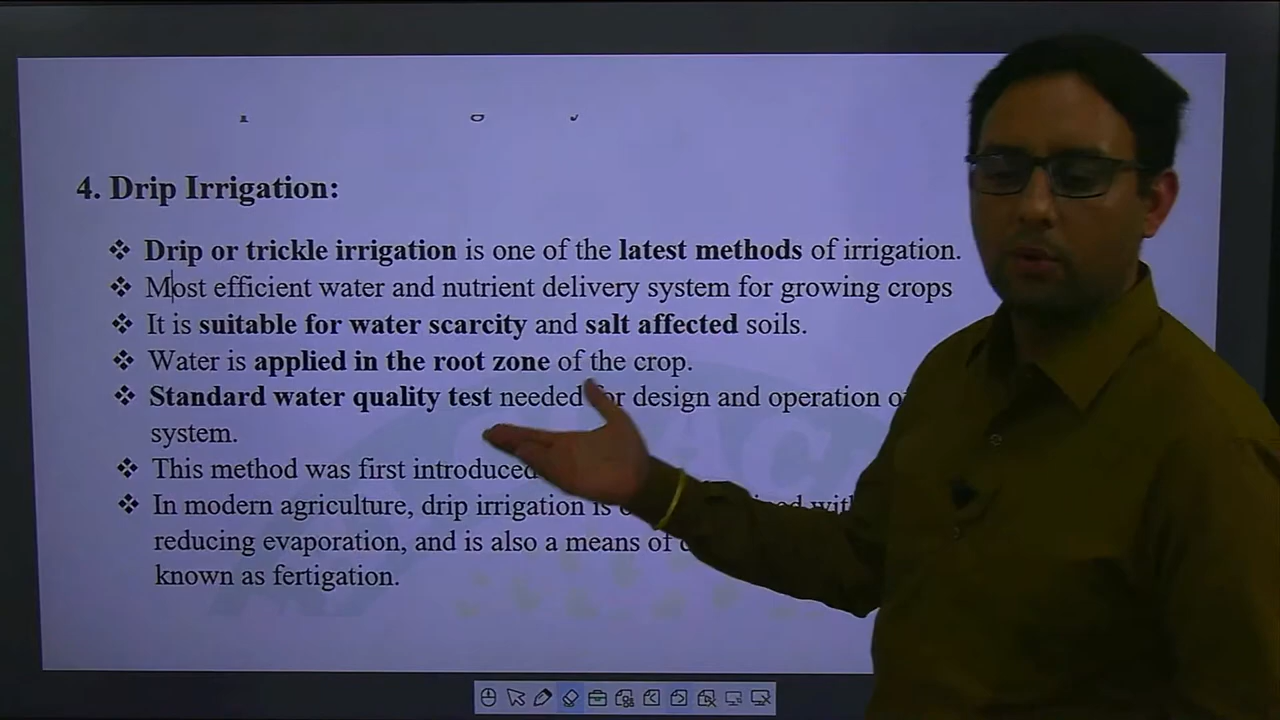 4. Drip Irrigation:
❖ Drip or trickle irrigation is one of the latest methods of irrigation.
❖ Most efficient water and nutrient delivery system for growing crops
❖ It is suitable for water scarcity and salt affected soils.
❖ Water is applied in the root zone of the crop.
❖ Standard water quality test needed for design and operation
system.
❖ This method was first introduced
❖ In modern agriculture, drip irrigation is
reducing evaporation, and is also a means of
known as fertigation.